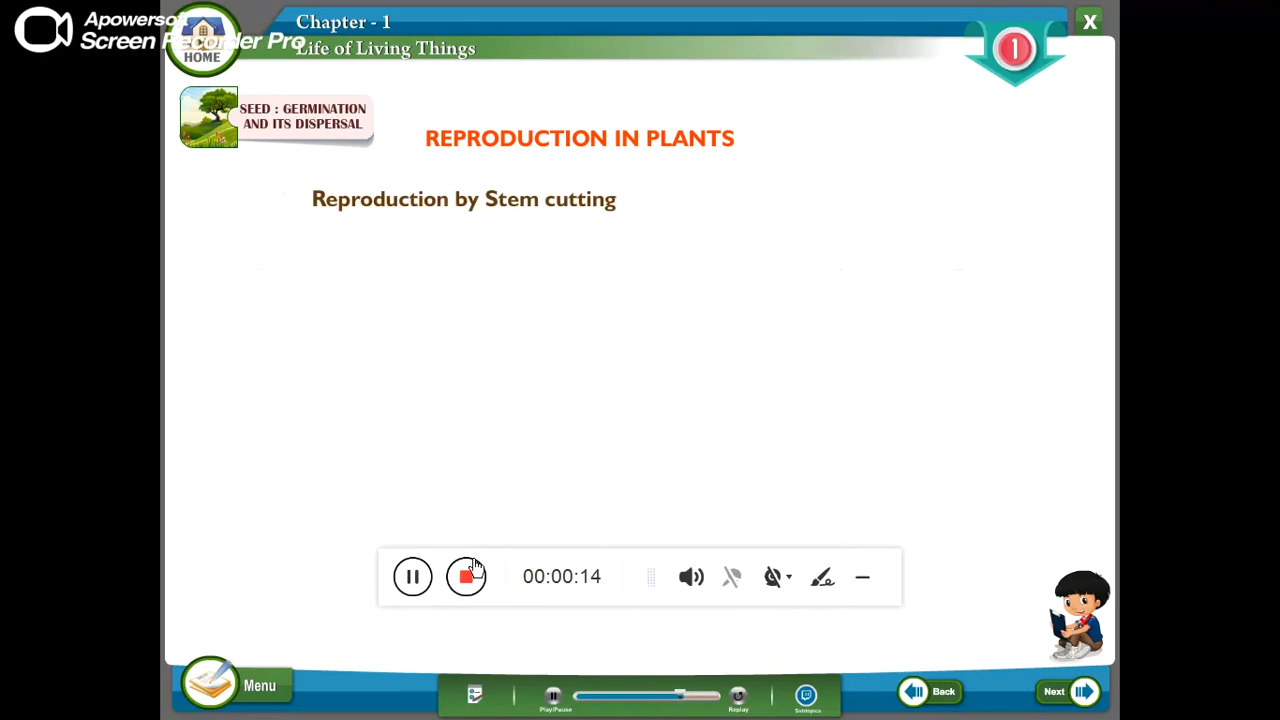 Apowersoft
Screen Recorder Pro
HOME
Chapter - 1
Life of Living Things
1
X
SEED : GERMINATION
AND ITS DISPERSAL
REPRODUCTION IN PLANTS
Reproduction by Stem cutting
00:00:14
Menu
Play/Pause
Replay
Subtopics
Back
Next